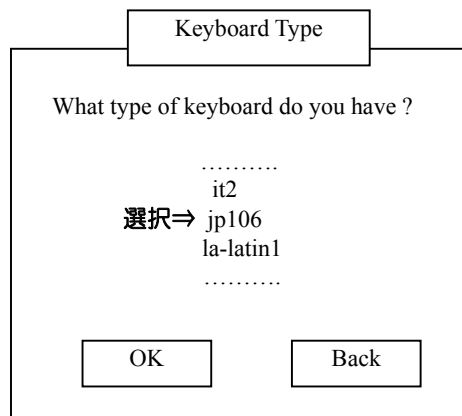 Keyboard Type
What type of keyboard do you have ?
……….
it2
選択⇒ jp106
la-latin1
……….
OK Back